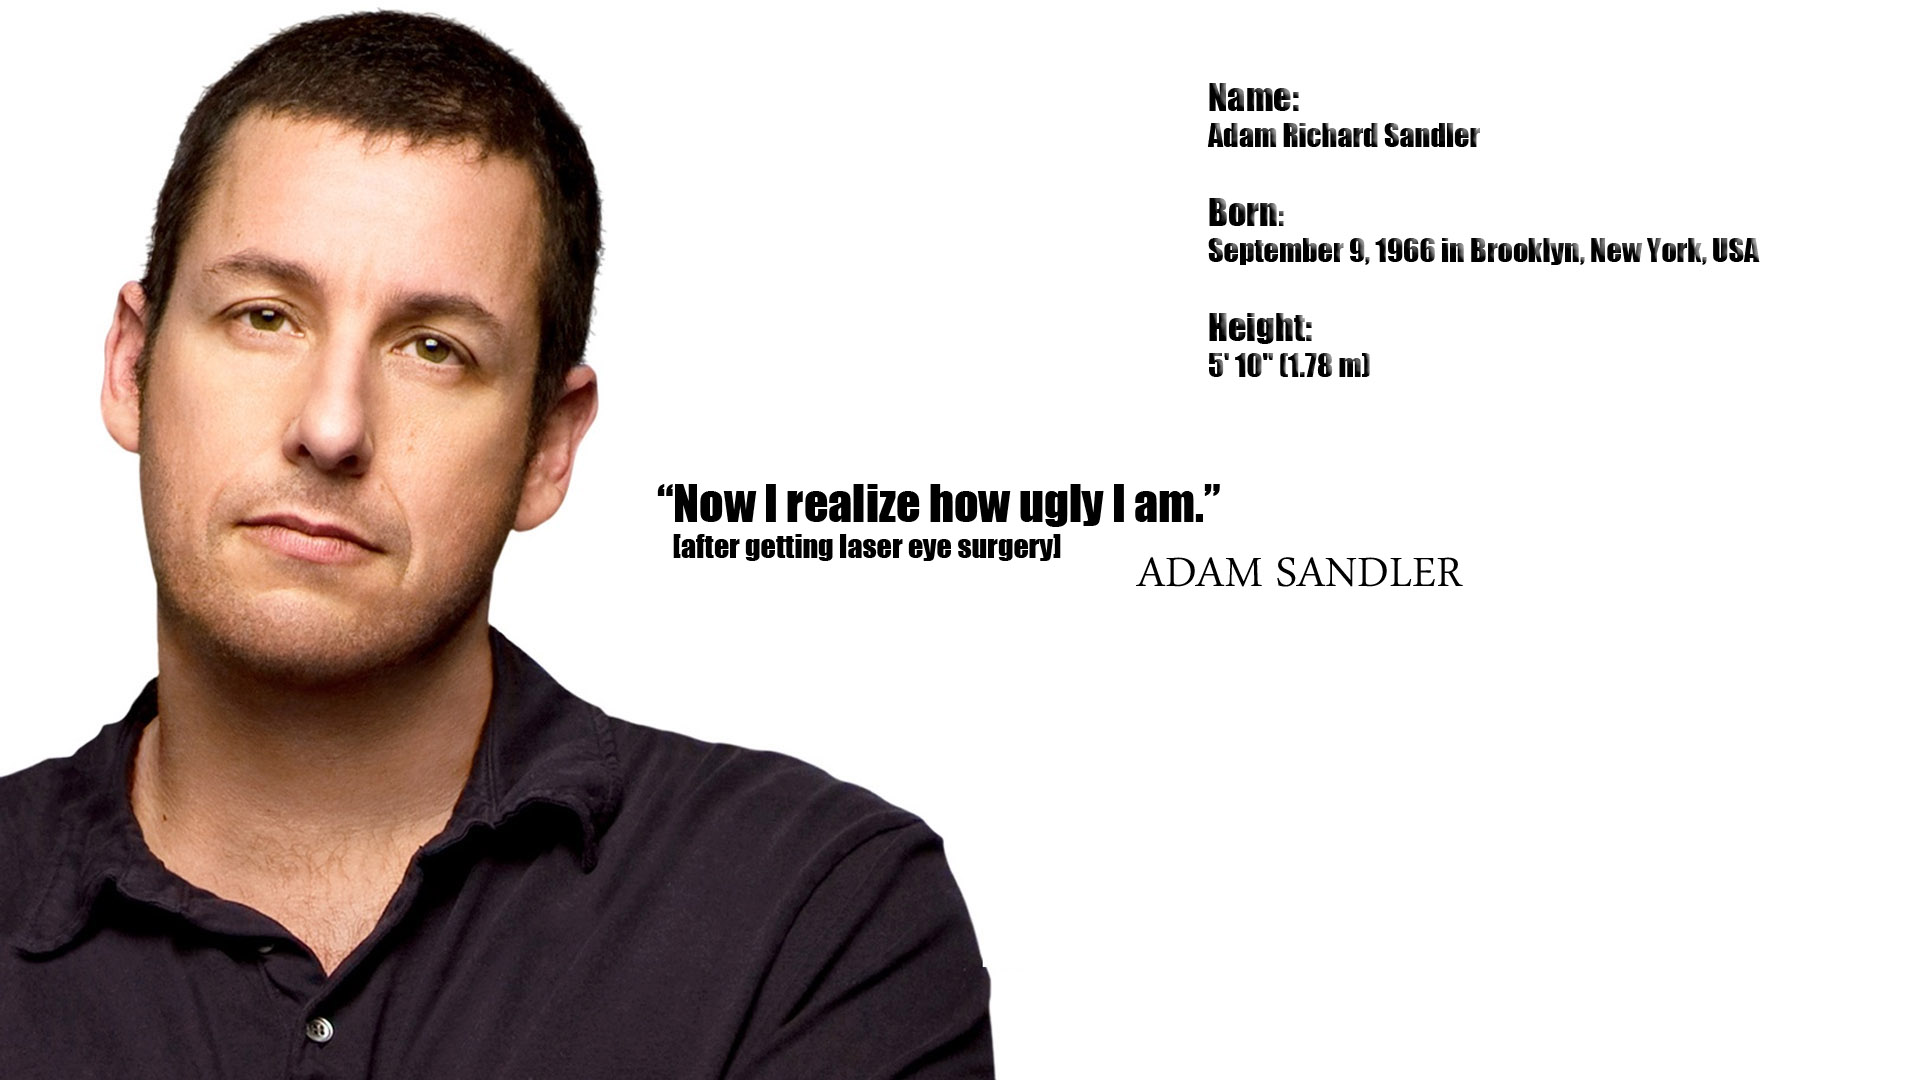 Name:
Adam Richard Sandler
Born:
September 9, 1966 in Brooklyn, New York, USA
Height:
5' 10" (1.78 m)
“Now I realize how ugly I am.”
[after getting laser eye surgery]
ADAM SANDLER